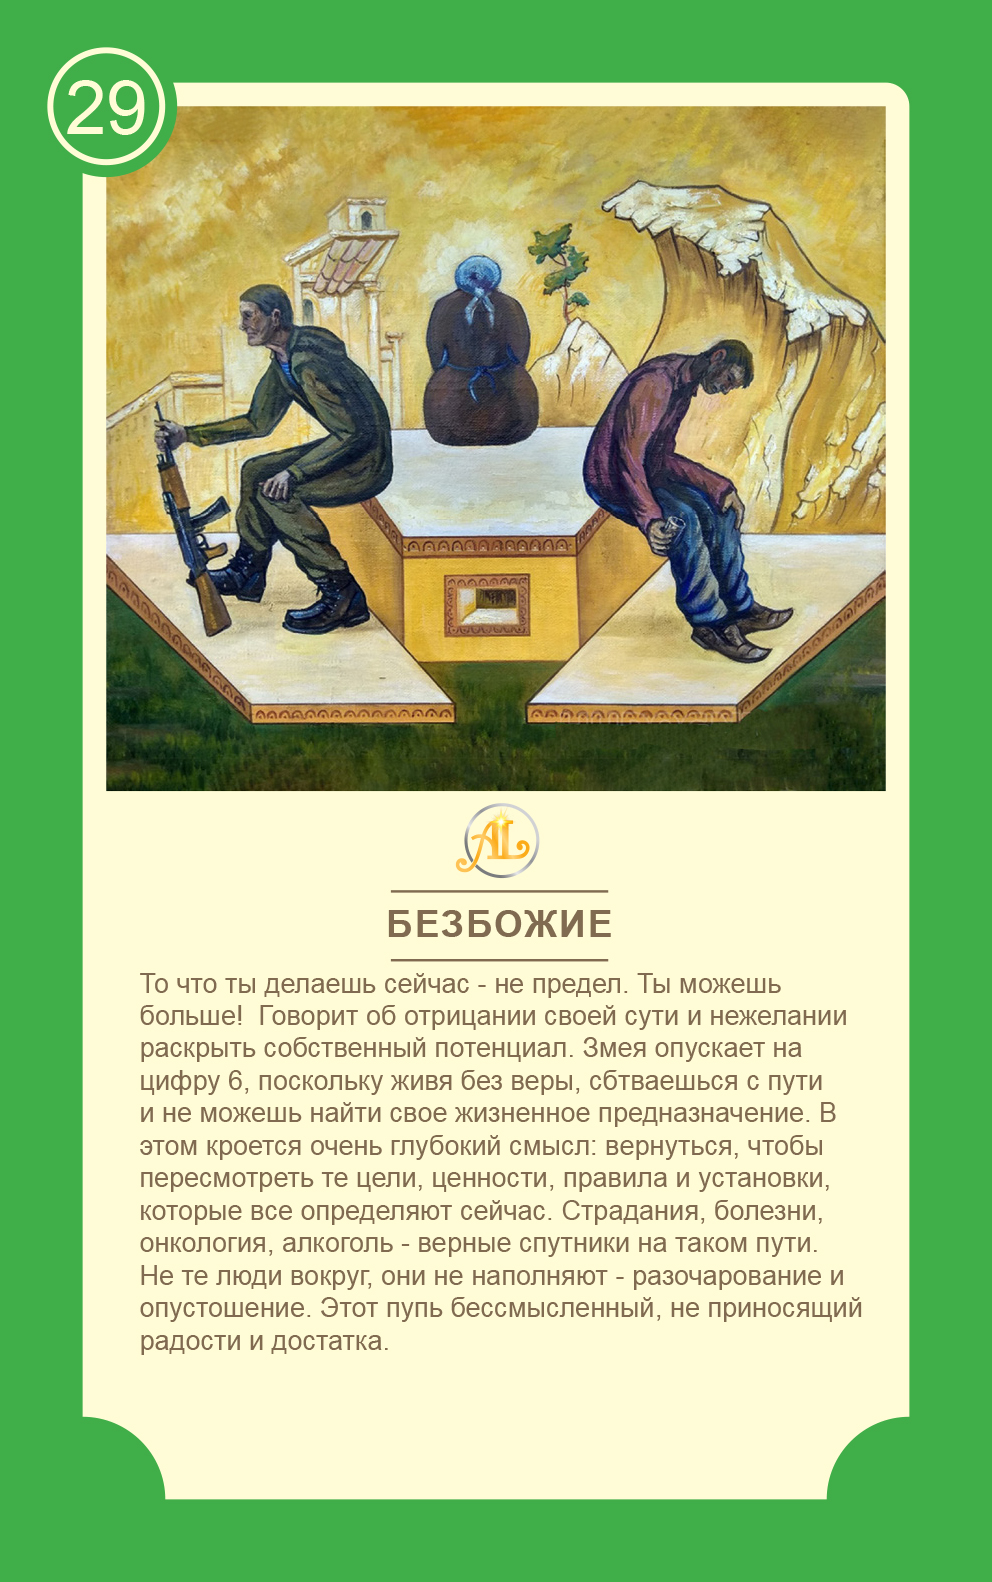 29
AL
БЕЗБОЖИЕ
То что ты делаешь сейчас - не предел. Ты можешь
больше!  Говорит об отрицании своей сути и нежелании
раскрыть собственный потенциал. Змея опускает на
цифру 6, поскольку живя без веры, сбтваешься с пути
и не можешь найти свое жизненное предназначение. В
этом кроется очень глубокий смысл: вернуться, чтобы
пересмотреть те цели, ценности, правила и установки,
которые все определяют сейчас. Страдания, болезни,
онкология, алкоголь - верные спутники на таком пути.
Не те люди вокруг, они не наполняют - разочарование и
опустошение. Этот пупь бессмысленный, не приносящий
радости и достатка.